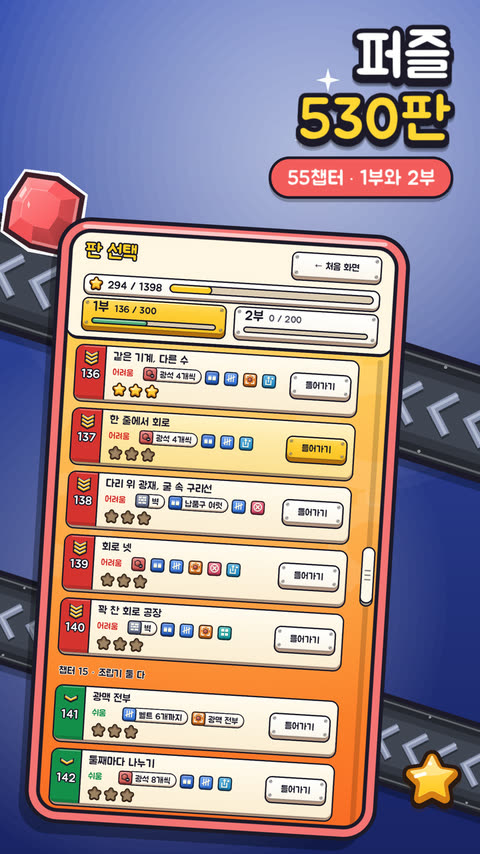 퍼즐
530판
55챕터 · 1부와 2부
판 선택
← 처음 화면
294 / 1398
1부 136 / 300
2부 0 / 200
136
같은 기계, 다른 수
어려움 광석 4개씩
들어가기
137
한 줄에서 회로
어려움 광석 4개씩
들어가기
138
다리 위 광재, 굴 속 구리선
어려움 벽 납품구 여럿
들어가기
139
회로 넷
어려움
들어가기
140
꽉 찬 회로 공장
어려움 벽
들어가기
챕터 15 · 조립기 둘 다
141
광맥 전부
쉬움 벨트 6개까지 광맥 전부
들어가기
142
둘째마다 나누기
쉬움 광석 8개씩
들어가기